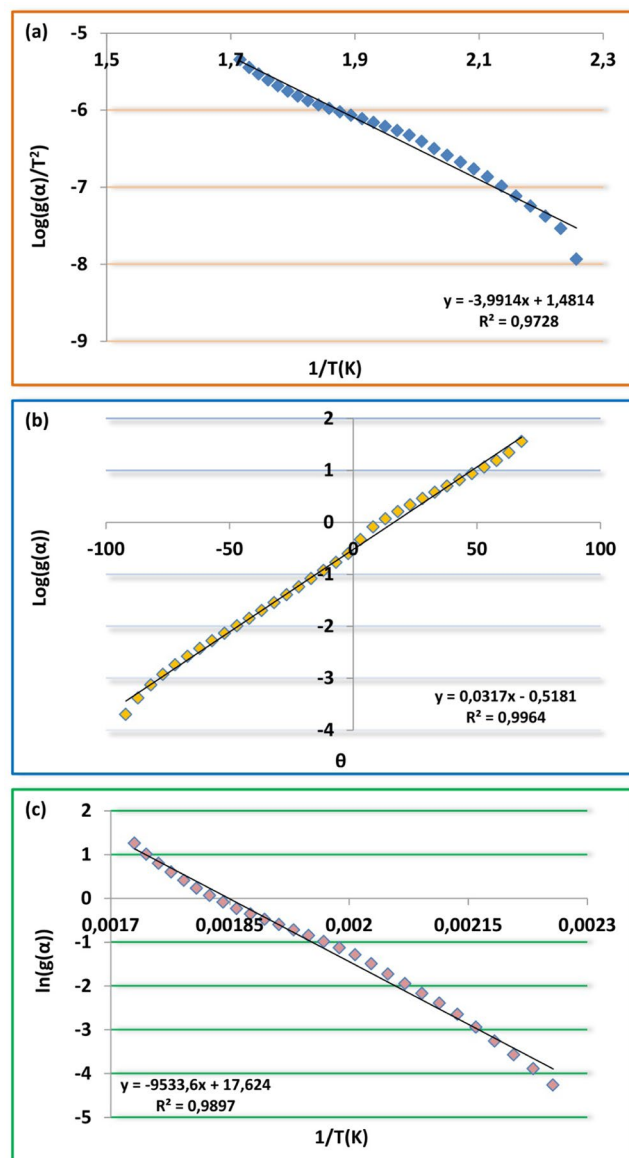 (a)
-5
1,5 1,7 1,9 2,1 2,3
-6
-7
-8
-9
Log(g(α)/T²)
y = -3,9914x + 1,4814
R² = 0,9728
1/T(K)
(b)
2
1
0
-100 -50 0 50 100
-1
-2
-3
-4
Log(g(α))
y = 0,0317x - 0,5181
R² = 0,9964
θ
(c)
2
1
0
0,0017 0,00185 0,002 0,00215 0,0023
-1
-2
-3
-4
-5
ln(g(α))
y = -9533,6x + 17,624
R² = 0,9897
1/T(K)